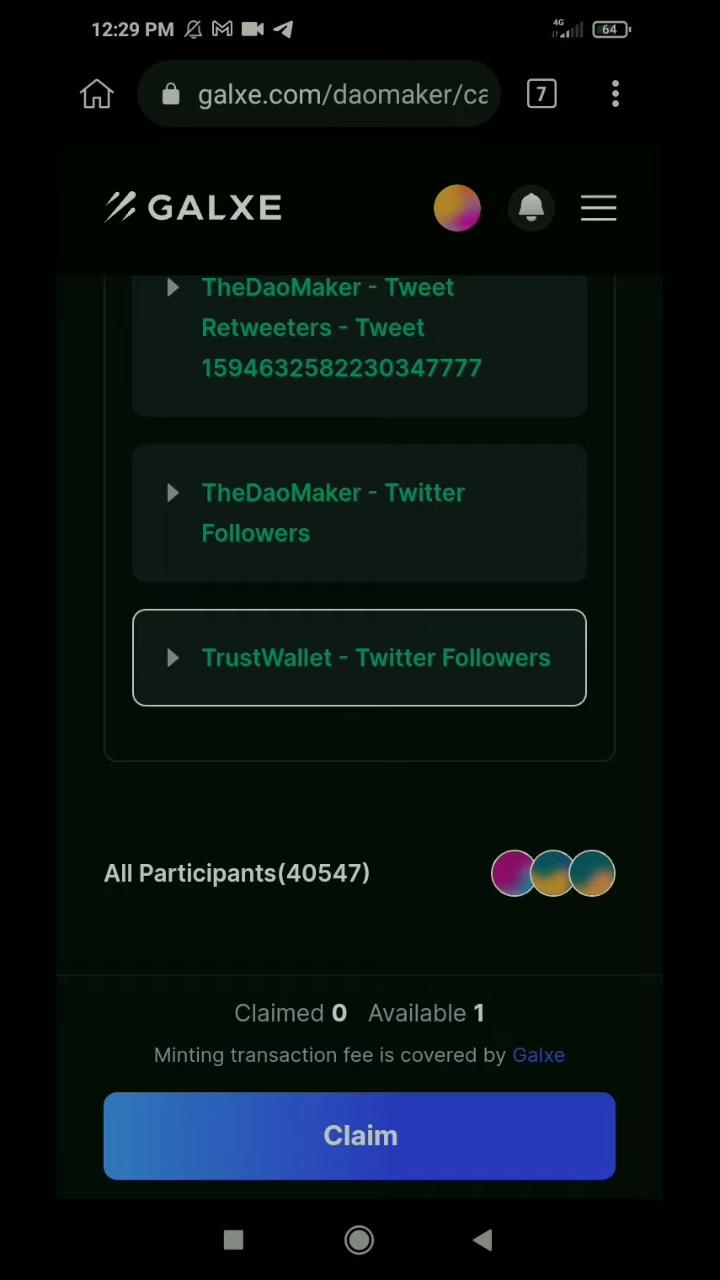 12:29 PM 4G 64
galxe.com/daomaker/ca 7
GALXE
TheDaoMaker - Tweet
Retweeters - Tweet
1594632582230347777
TheDaoMaker - Twitter
Followers
TrustWallet - Twitter Followers
All Participants(40547)
Claimed 0 Available 1
Minting transaction fee is covered by Galxe
Claim